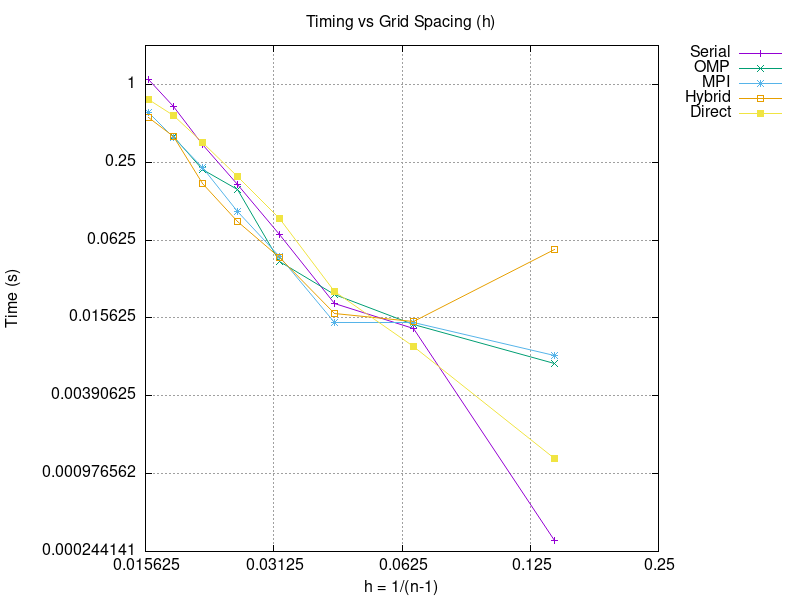 Timing vs Grid Spacing (h)
Serial
OMP
MPI
Hybrid
Direct
1
0.25
0.0625
0.015625
0.00390625
0.000976562
0.000244141
Time (s)
0.015625 0.03125 0.0625 0.125 0.25
h = 1/(n-1)